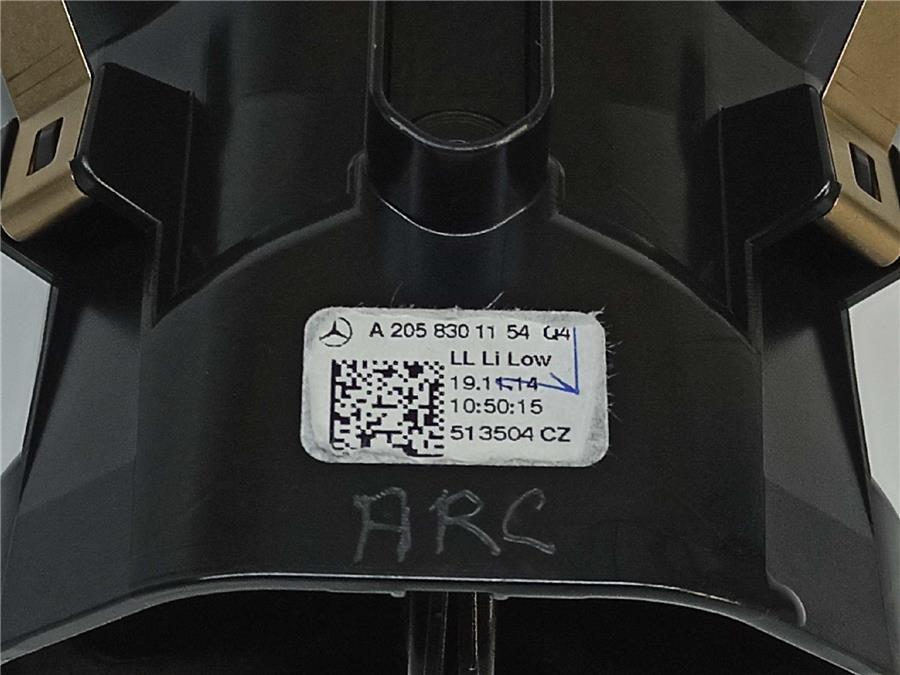 A 205 830 11 54 Q4
LL Li Low
19.11.14
10:50:15
513504 CZ
ARC